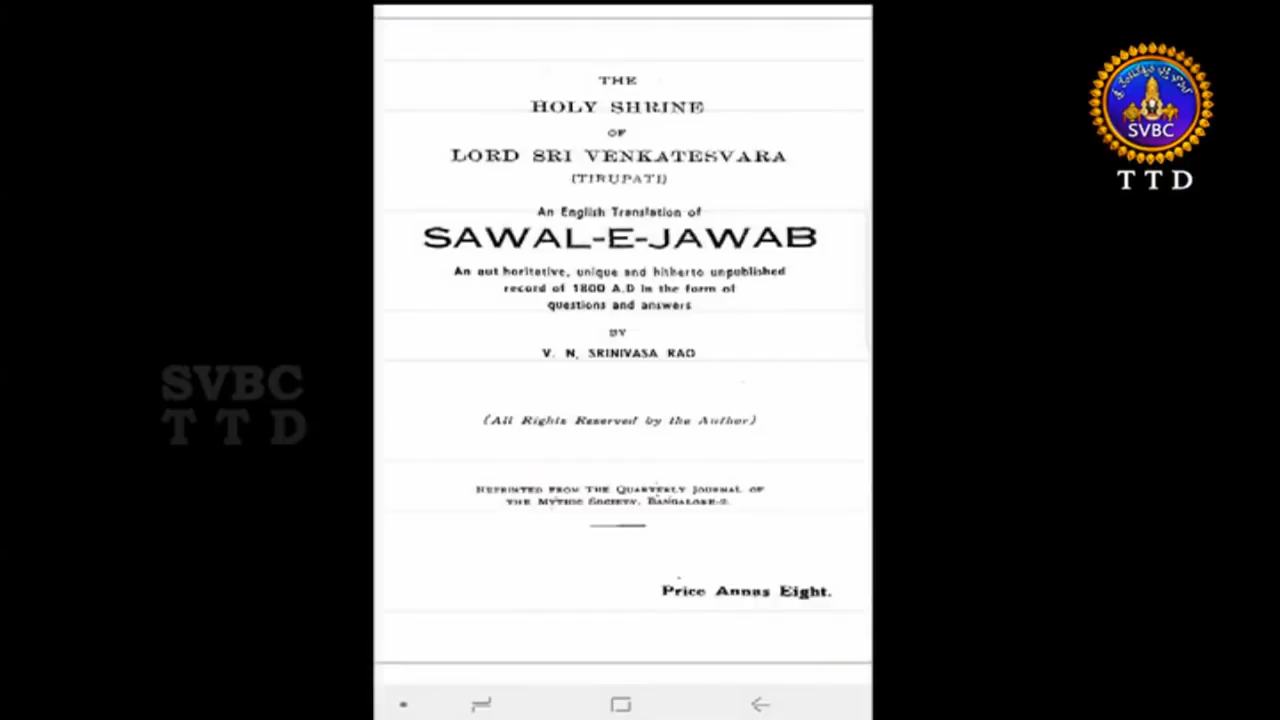 THE
HOLY SHRINE
OF
LORD SRI VENKATESVARA
(TIRUPATI)
An English Translation of
SAWAL-E-JAWAB
An aut horitative, unique and hitherto unpublished
record of 1800 A.D in the form of
questions and answers
BY
V. N. SRINIVASA RAO
(All Rights Reserved by the Author)
REPRINTED FROM THE QUARTERLY JOURNAL OF
THE MYTHIC SOCIETY, BANGALORE-2.
Price Annas Eight.
SVBC
TTD
SVBC
TTD